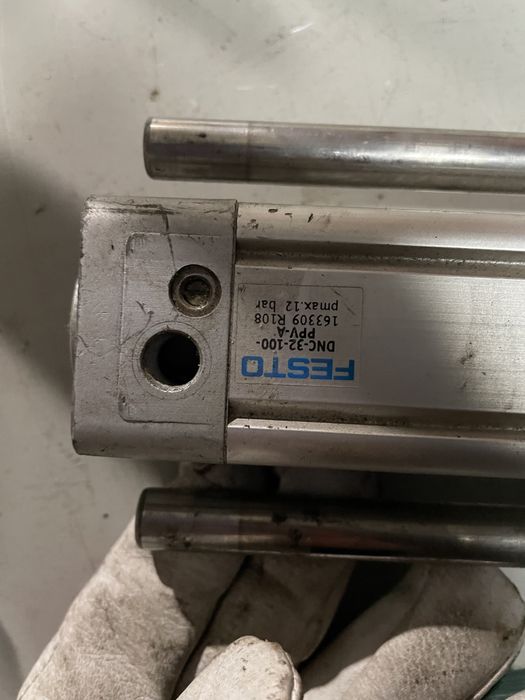 FESTO
DNC-32-100-
PPV-A
163309 R108
pmax.12 bar